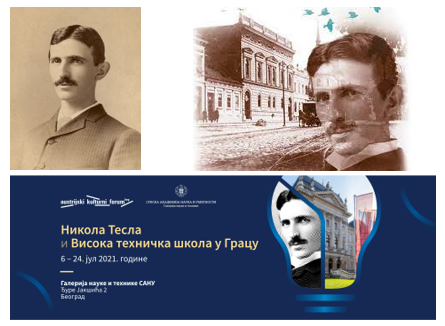 austrijski kulturni forum
СРПСКА АКАДЕМИЈА НАУКА И УМЕТНОСТИ
Никола Тесла
и Висока техничка школа у Грацу
6 – 24. јул 2021. године
Галерија науке и технике САНУ
Ђуре Јакшића 2
Београд